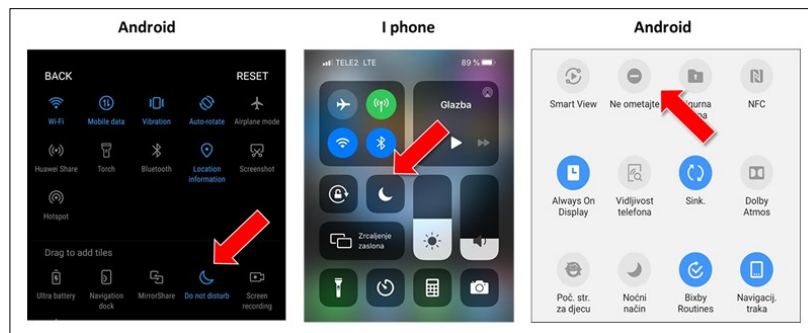 Android
I phone
Android
BACK
RESET
Wi-Fi
Mobile data
Vibration
Auto-rotate
Airplane mode
Huawei Share
Torch
Bluetooth
Location
information
Screenshot
Hotspot
Drag to add tiles
Ultra battery
Navigation
dock
MirrorShare
Do not disturb
Screen
recording
TELE2 LTE
89 %
Glazba
Zrcaljenje
zaslona
Smart View
Ne ometajte
NFC
Always On
Display
Vidljivost
telefona
Sink.
Dolby
Atmos
Poč. str.
za djecu
Noćni
način
Bixby
Routines
Navigacij.
traka